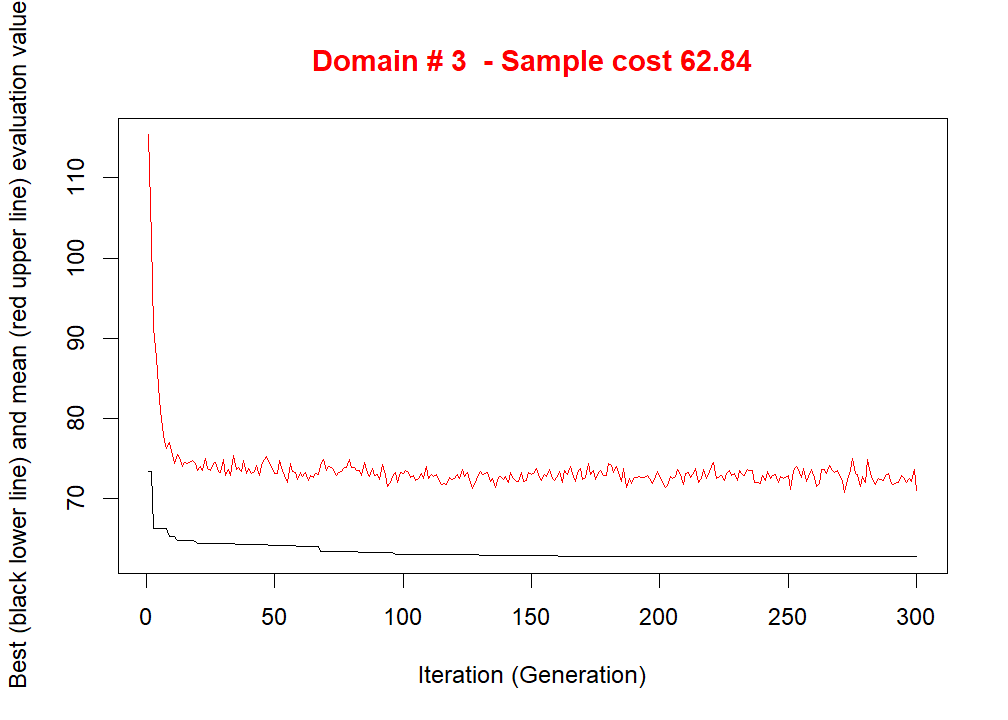 Domain # 3  - Sample cost 62.84
Best (black lower line) and mean (red upper line) evaluation value
110
100
90
80
70
0 50 100 150 200 250 300
Iteration (Generation)